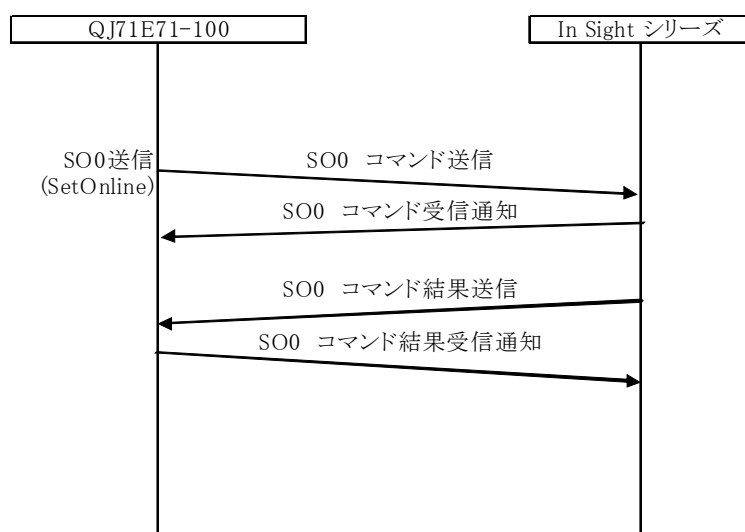 QJ71E71-100
In Sight シリーズ
SO0送信
(SetOnline)
SO0 コマンド送信
SO0 コマンド受信通知
SO0 コマンド結果送信
SO0 コマンド結果受信通知